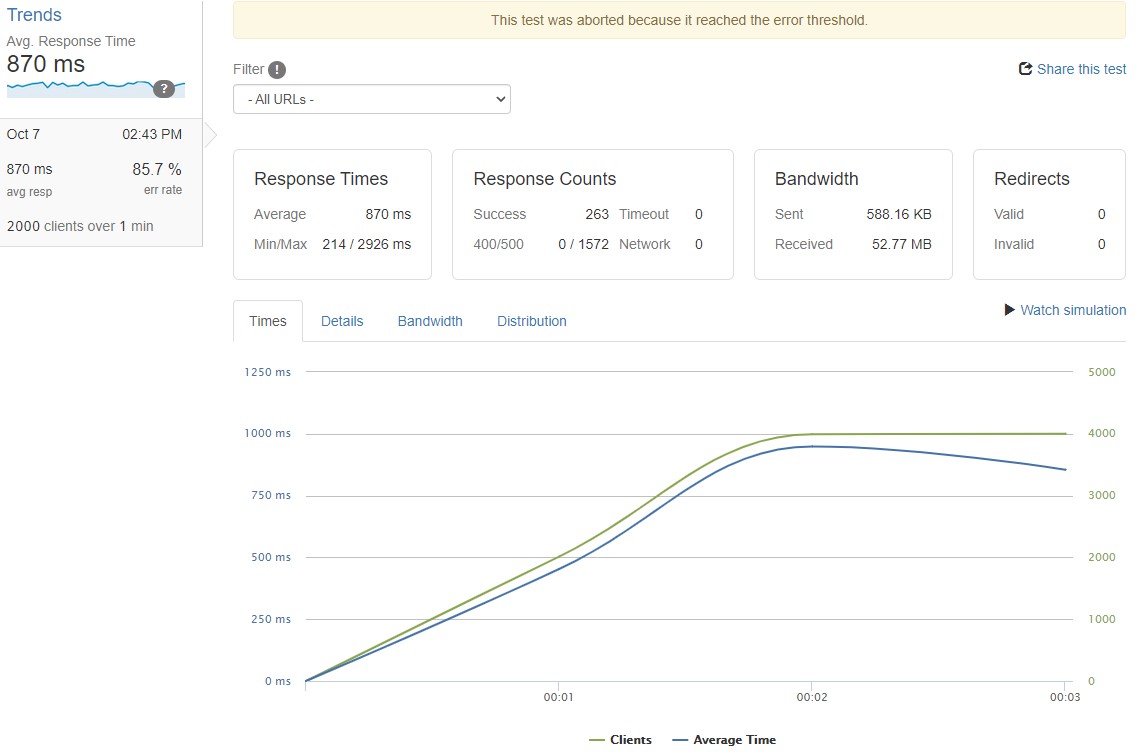 Trends
Avg. Response Time
870 ms
?
Oct 7 02:43 PM
870 ms 85.7 %
avg resp err rate
2000 clients over 1 min
This test was aborted because it reached the error threshold.
Filter !
Share this test
- All URLs -
Response Times
Average 870 ms
Min/Max 214 / 2926 ms
Response Counts
Success 263 Timeout 0
400/500 0 / 1572 Network 0
Bandwidth
Sent 588.16 KB
Received 52.77 MB
Redirects
Valid 0
Invalid 0
Times Details Bandwidth Distribution
Watch simulation
1250 ms 5000
1000 ms 4000
750 ms 3000
500 ms 2000
250 ms 1000
0 ms 0
00:01 00:02 00:03
Clients Average Time